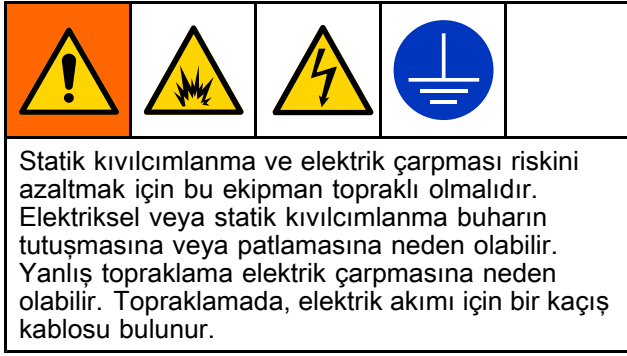 Statik kıvılcımlanma ve elektrik çarpması riskini
azaltmak için bu ekipman topraklı olmalıdır.
Elektriksel veya statik kıvılcımlanma buharın
tutuşmasına veya patlamasına neden olabilir.
Yanlış topraklama elektrik çarpmasına neden
olabilir. Topraklamada, elektrik akımı için bir kaçış
kablosu bulunur.